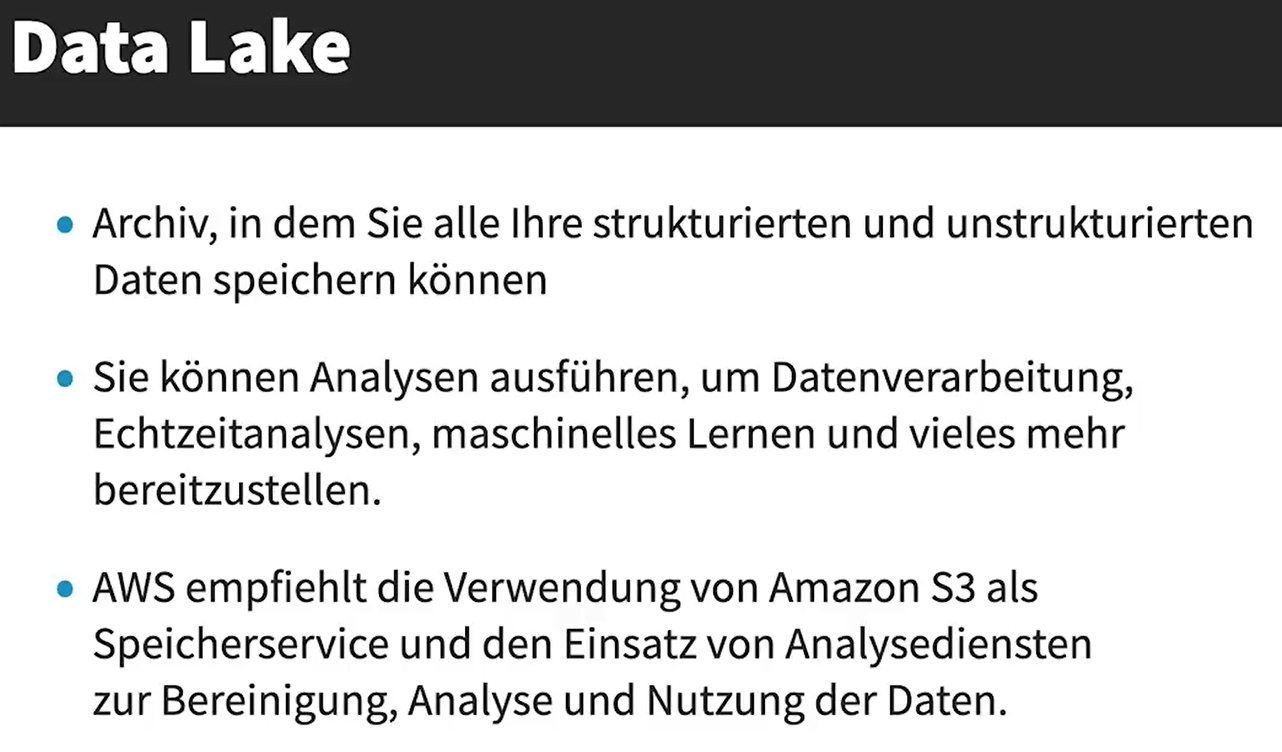 Data Lake
• Archiv, in dem Sie alle Ihre strukturierten und unstrukturierten
Daten speichern können
• Sie können Analysen ausführen, um Datenverarbeitung,
Echtzeitanalysen, maschinelles Lernen und vieles mehr
bereitzustellen.
• AWS empfiehlt die Verwendung von Amazon S3 als
Speicherservice und den Einsatz von Analysediensten
zur Bereinigung, Analyse und Nutzung der Daten.